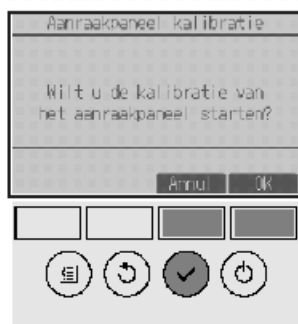 Aanraakpaneel kalibratie
Wilt u de kalibratie van
het aanraakpaneel starten?
Annul OK